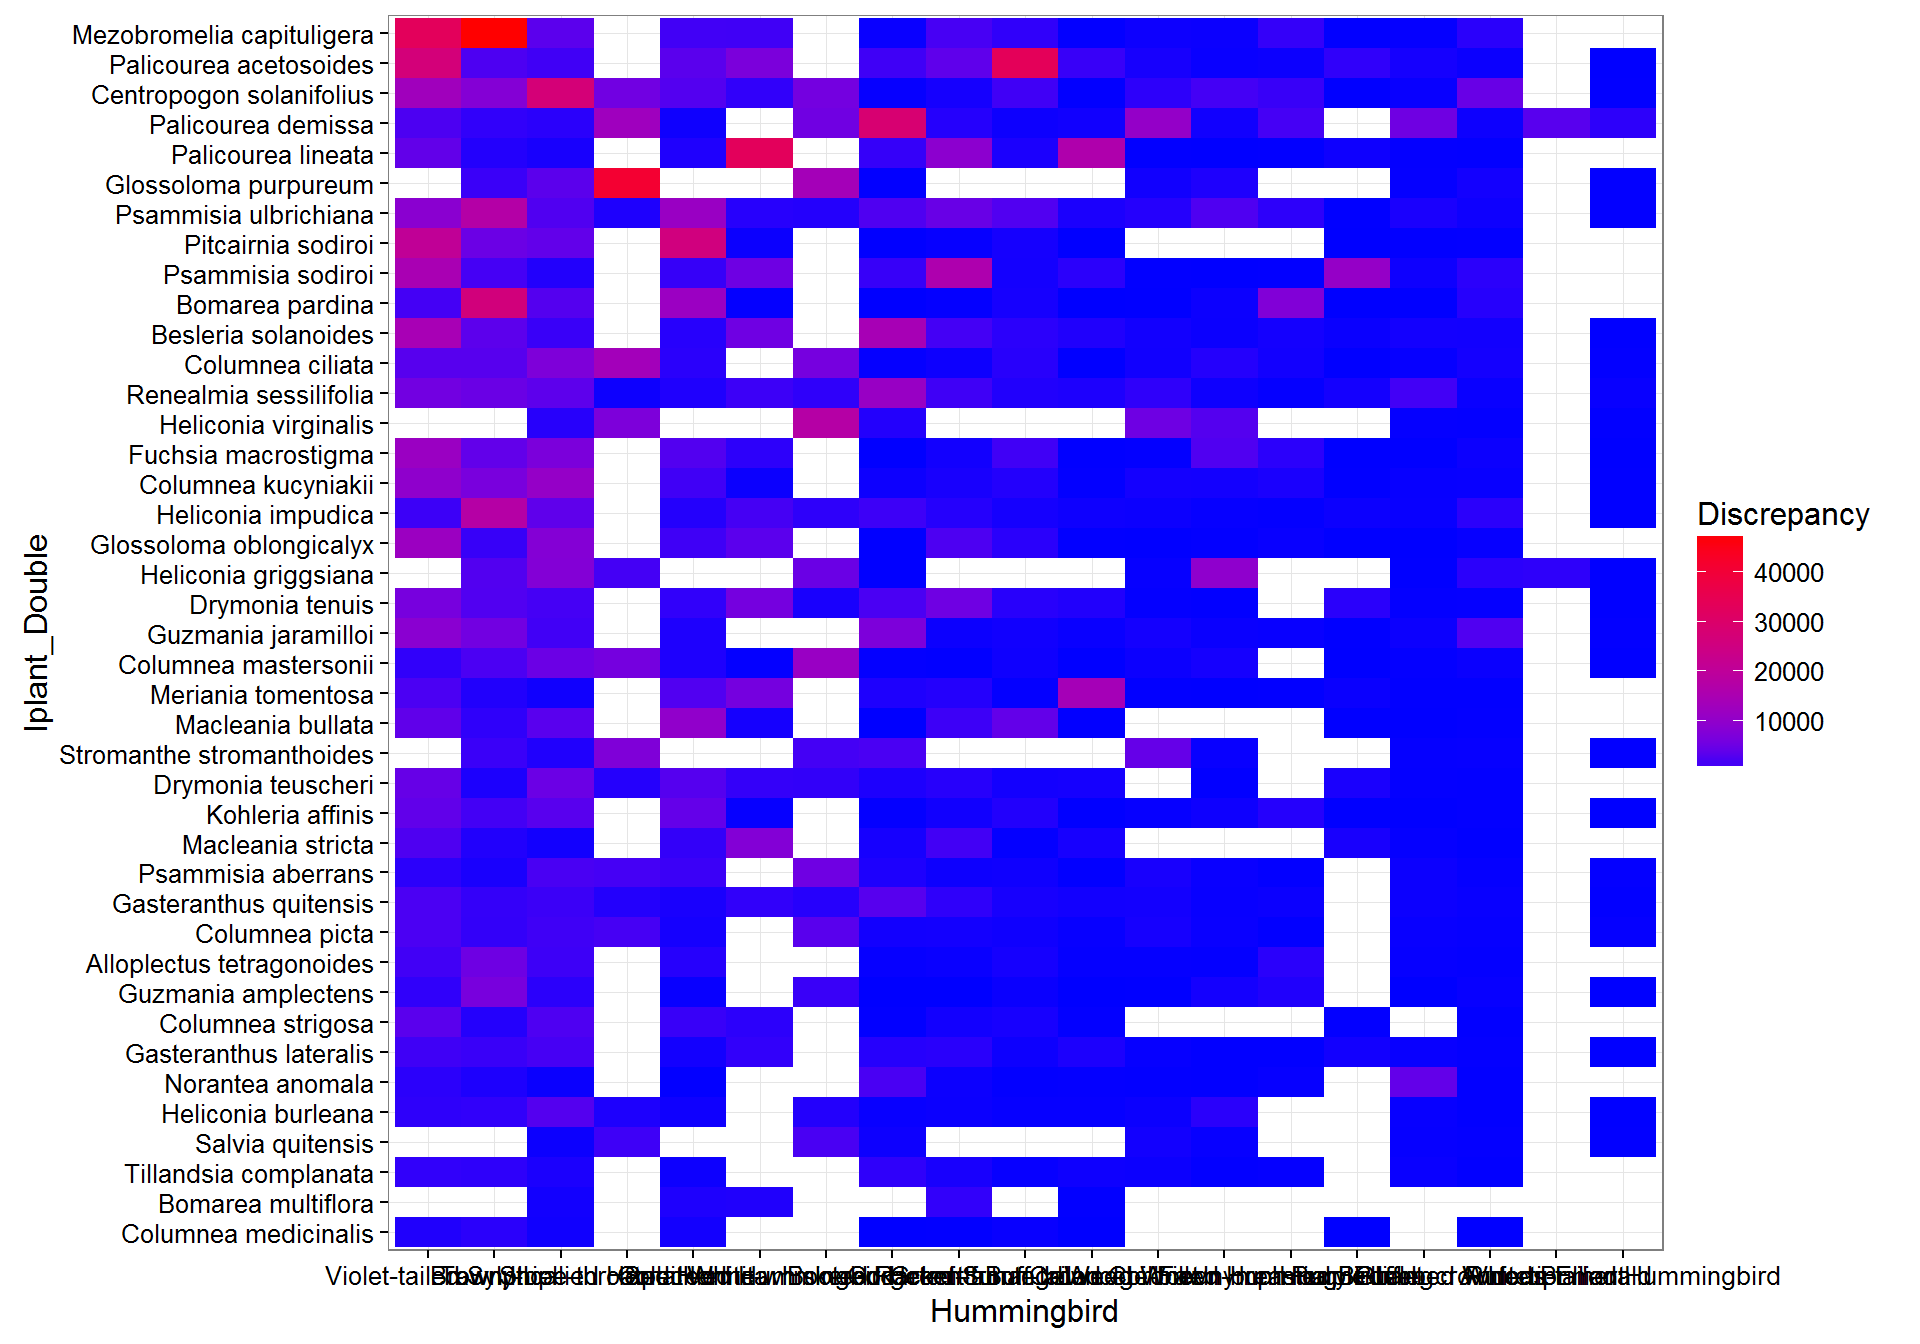 Mezobromelia capituligera
Palicourea acetosoides
Centropogon solanifolius
Palicourea demissa
Palicourea lineata
Glossoloma purpureum
Psammisia ulbrichiana
Pitcairnia sodiroi
Psammisia sodiroi
Bomarea pardina
Besleria solanoides
Columnea ciliata
Renealmia sessilifolia
Heliconia virginalis
Fuchsia macrostigma
Columnea kucyniakii
Heliconia impudica
Glossoloma oblongicalyx
Heliconia griggsiana
Drymonia tenuis
Guzmania jaramilloi
Columnea mastersonii
Meriania tomentosa
Macleania bullata
Stromanthe stromanthoides
Drymonia teuscheri
Kohleria affinis
Macleania stricta
Psammisia aberrans
Gasteranthus quitensis
Columnea picta
Alloplectus tetragonoides
Guzmania amplectens
Columnea strigosa
Gasteranthus lateralis
Norantea anomala
Heliconia burleana
Salvia quitensis
Tillandsia complanata
Bomarea multiflora
Columnea medicinalis
Iplant_Double
Discrepancy
40000
30000
20000
10000
Violet-tailed Hummingbird
Hummingbird